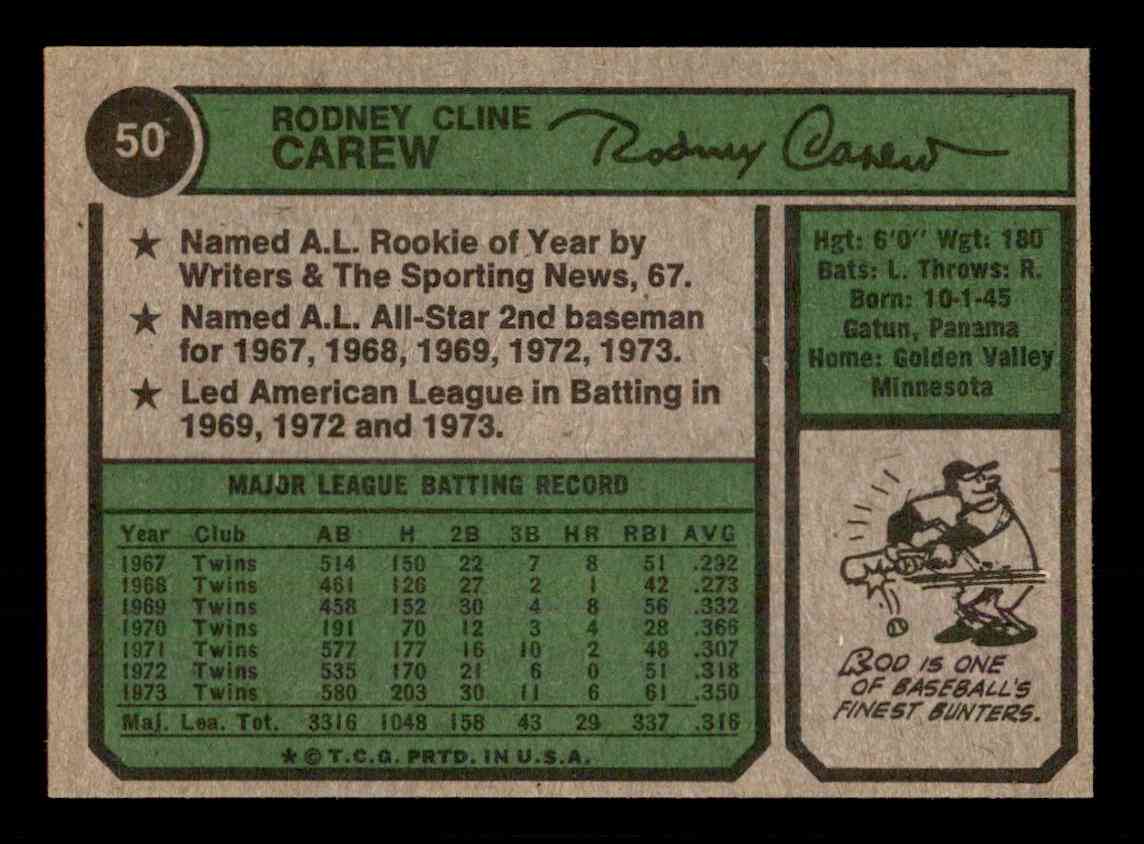 50
RODNEY CLINE
CAREW
Rodney Carew
★ Named A.L. Rookie of Year by
Writers & The Sporting News, 67.
★ Named A.L. All-Star 2nd baseman
for 1967, 1968, 1969, 1972, 1973.
★ Led American League in Batting in
1969, 1972 and 1973.
Hgt: 6'0" Wgt: 180
Bats: L. Throws: R.
Born: 10-1-45
Gatun, Panama
Home: Golden Valley
Minnesota
MAJOR LEAGUE BATTING RECORD
Year Club AB H 2B 3B HR RBI AVG
1967 Twins 514 150 22 7 8 51 .292
1968 Twins 461 126 27 2 1 42 .273
1969 Twins 458 152 30 4 8 56 .332
1970 Twins 191 70 12 3 4 28 .366
1971 Twins 577 177 16 10 2 48 .307
1972 Twins 535 170 21 6 0 51 .318
1973 Twins 580 203 30 11 6 61 .350
Maj. Lea. Tot. 3316 1048 158 43 29 337 .316
★ © T.C.G. PRTD. IN U.S.A.
ROD IS ONE
OF BASEBALL'S
FINEST BUNTERS.